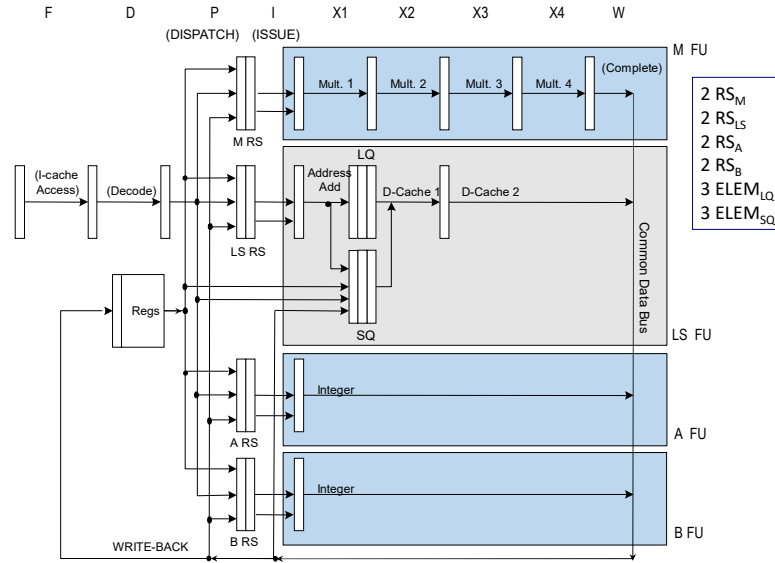 F D P I X1 X2 X3 X4 W
(DISPATCH) (ISSUE)
M FU
(Complete)
Mult. 1 Mult. 2 Mult. 3 Mult. 4
M RS
2 RSM
2 RSLS
2 RSA
2 RSB
3 ELEMLQ
3 ELEMSQ
(I-cache
Access)
(Decode)
Address
Add
LQ
D-Cache 1 D-Cache 2
LS RS
Regs
SQ
Common Data Bus
LS FU
Integer
A RS
A FU
Integer
B RS
B FU
WRITE-BACK